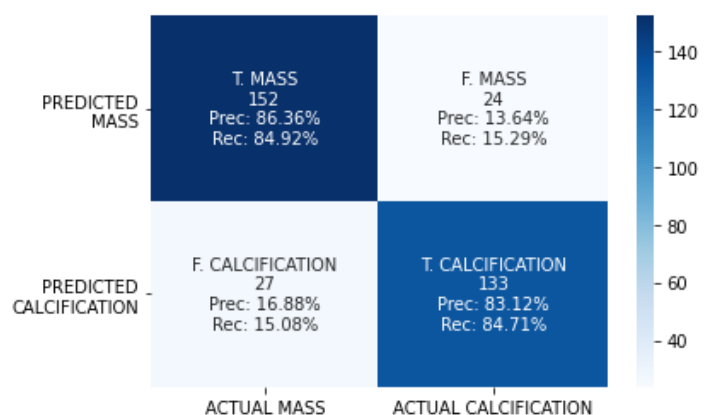 PREDICTED
MASS
T. MASS
152
Prec: 86.36%
Rec: 84.92%
F. MASS
24
Prec: 13.64%
Rec: 15.29%
PREDICTED
CALCIFICATION
F. CALCIFICATION
27
Prec: 16.88%
Rec: 15.08%
T. CALCIFICATION
133
Prec: 83.12%
Rec: 84.71%
ACTUAL MASS
ACTUAL CALCIFICATION
140
120
100
80
60
40